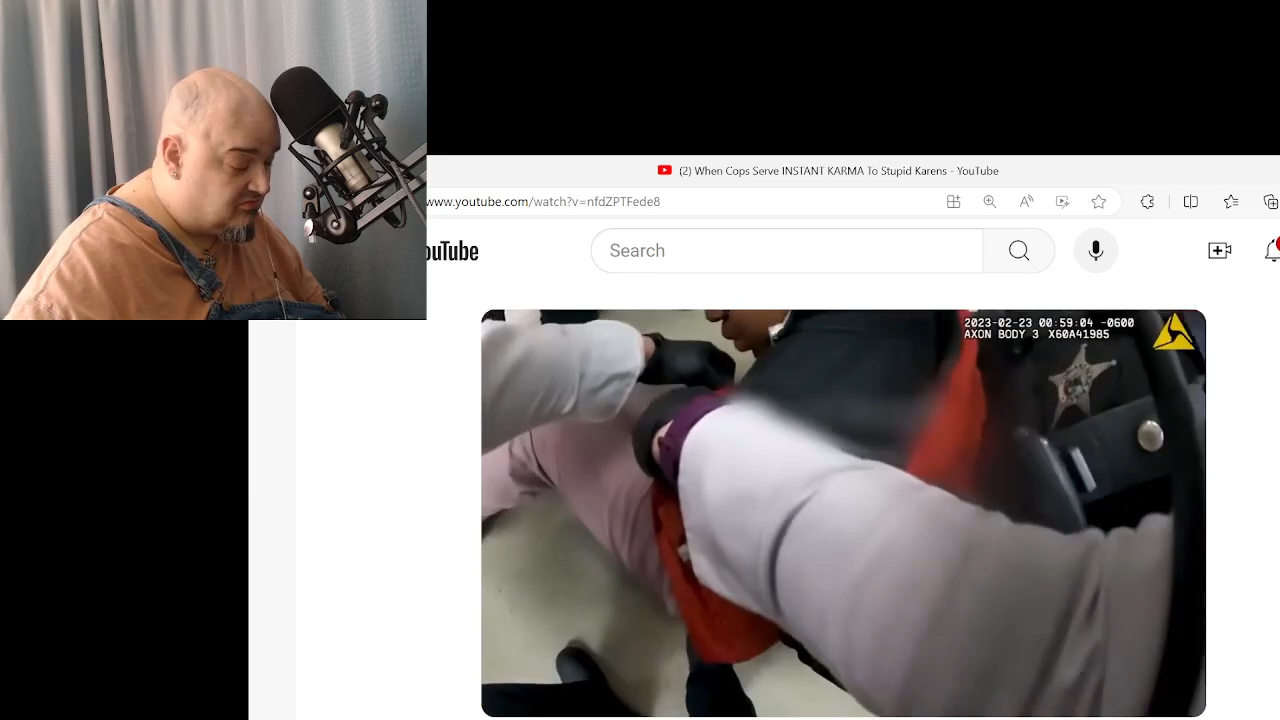 (2) When Cops Serve INSTANT KARMA To Stupid Karens - YouTube
www.youtube.com/watch?v=nfdZPTFede8
ouTube
Search
2023-02-23 00:59:04 -0600
AXON BODY 3 X60A41985